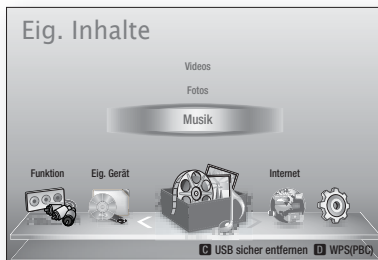 Eig. Inhalte
Videos
Fotos
Musik
Funktion Eig. Gerät Internet
C USB sicher entfernen D WPS(PBC)